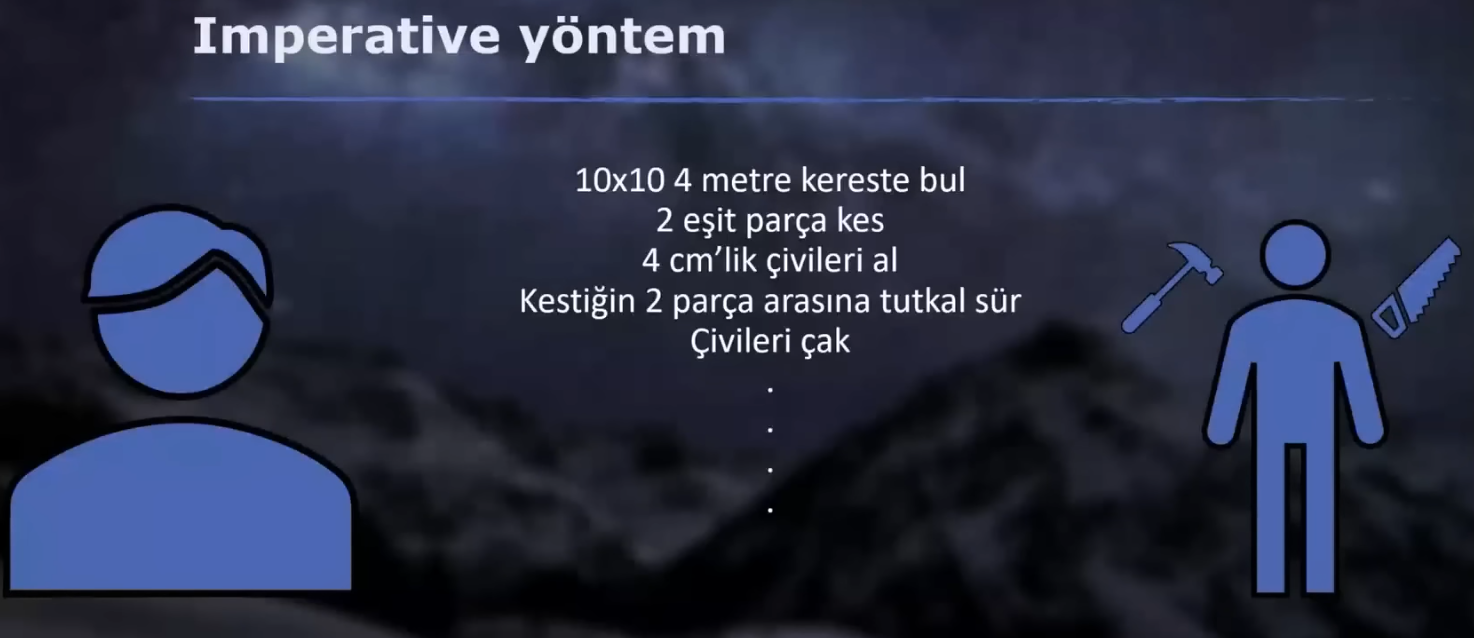 Imperative yöntem
10x10 4 metre kereste bul
2 eşit parça kes
4 cm’lik çivileri al
Kestiğin 2 parça arasına tutkal sür
Çivileri çak
.
.
.
.